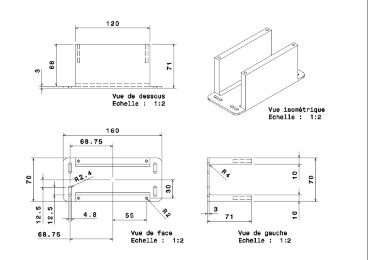 120
68
3
71
Vue de dessous
Echelle : 1:2
Vue isométrique
Echelle : 1:2
160
68.75
70
R2.4
30
12.5
12.5
4.8
55
R2
68.75
Vue de face
Echelle : 1:2
70
R4
10
10
3
71
Vue de gauche
Echelle : 1:2